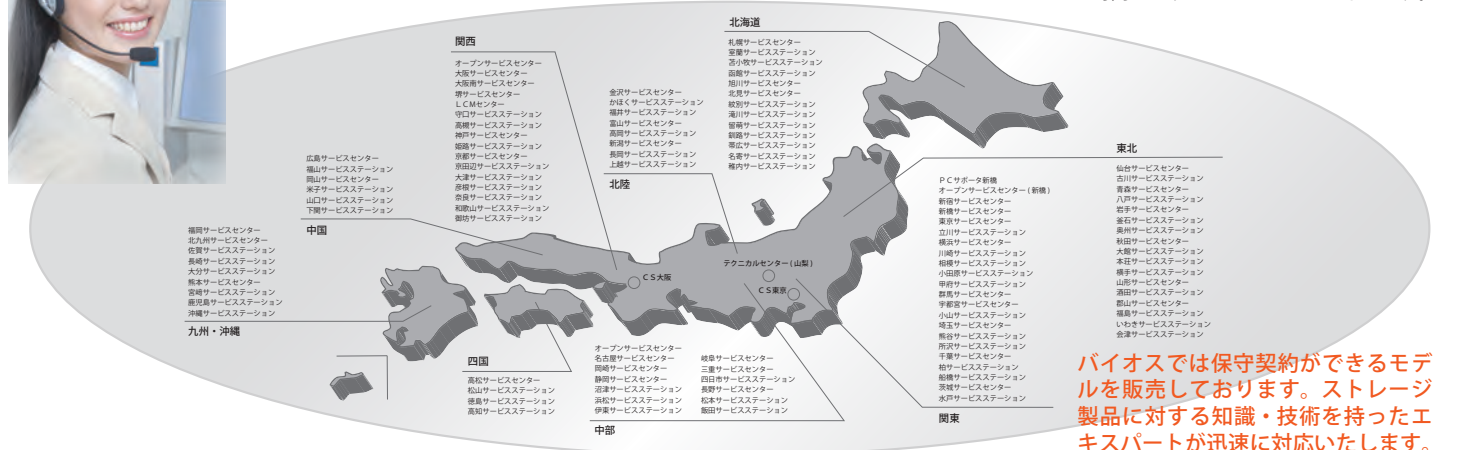 北海道
札幌サービスセンター
室蘭サービスステーション
苫小牧サービスステーション
函館サービスステーション
旭川サービスセンター
北見サービスセンター
紋別サービスステーション
滝川サービスステーション
留萌サービスステーション
釧路サービスステーション
帯広サービスステーション
名寄サービスステーション
稚内サービスステーション
関西
オープンサービスセンター
大阪サービスセンター
大阪南サービスセンター
堺サービスセンター
ＬＣＭセンター
守口サービスステーション
高槻サービスステーション
神戸サービスセンター
姫路サービスステーション
京都サービスセンター
京田辺サービスステーション
大津サービスステーション
彦根サービスステーション
奈良サービスステーション
和歌山サービスステーション
御坊サービスステーション
金沢サービスセンター
かほくサービスステーション
福井サービスステーション
富山サービスセンター
高岡サービスステーション
新潟サービスセンター
長岡サービスステーション
上越サービスステーション
北陸
広島サービスセンター
福山サービスステーション
岡山サービスセンター
米子サービスステーション
山口サービスステーション
下関サービスステーション
中国
福岡サービスセンター
北九州サービスセンター
佐賀サービスステーション
長崎サービスステーション
大分サービスステーション
熊本サービスセンター
宮崎サービスステーション
鹿児島サービスステーション
沖縄サービスステーション
九州・沖縄
東北
仙台サービスセンター
古川サービスステーション
青森サービスセンター
八戸サービスステーション
岩手サービスセンター
釜石サービスステーション
奥州サービスステーション
秋田サービスセンター
大館サービスステーション
本荘サービスステーション
横手サービスステーション
山形サービスセンター
酒田サービスステーション
郡山サービスセンター
福島サービスステーション
いわきサービスステーション
会津サービスステーション
ＰＣサポータ新橋
オープンサービスセンター(新橋)
新宿サービスセンター
新橋サービスセンター
東京サービスセンター
立川サービスステーション
横浜サービスセンター
川崎サービスステーション
相模サービスステーション
小田原サービスステーション
甲府サービスステーション
群馬サービスセンター
宇都宮サービスセンター
小山サービスステーション
埼玉サービスセンター
熊谷サービスステーション
所沢サービスステーション
千葉サービスセンター
柏サービスステーション
船橋サービスステーション
茨城サービスセンター
水戸サービスステーション
関東
テクニカルセンター(山梨)
ＣＳ大阪
ＣＳ東京
四国
高松サービスセンター
松山サービスステーション
徳島サービスステーション
高知サービスステーション
オープンサービスセンター
名古屋サービスセンター
岡崎サービスセンター
静岡サービスセンター
沼津サービスステーション
浜松サービスステーション
伊東サービスステーション
岐阜サービスセンター
三重サービスセンター
四日市サービスステーション
長野サービスセンター
松本サービスステーション
飯田サービスステーション
中部
バイオスでは保守契約ができるモデ
ルを販売しております。ストレージ
製品に対する知識・技術を持ったエ
キスパートが迅速に対応いたします。